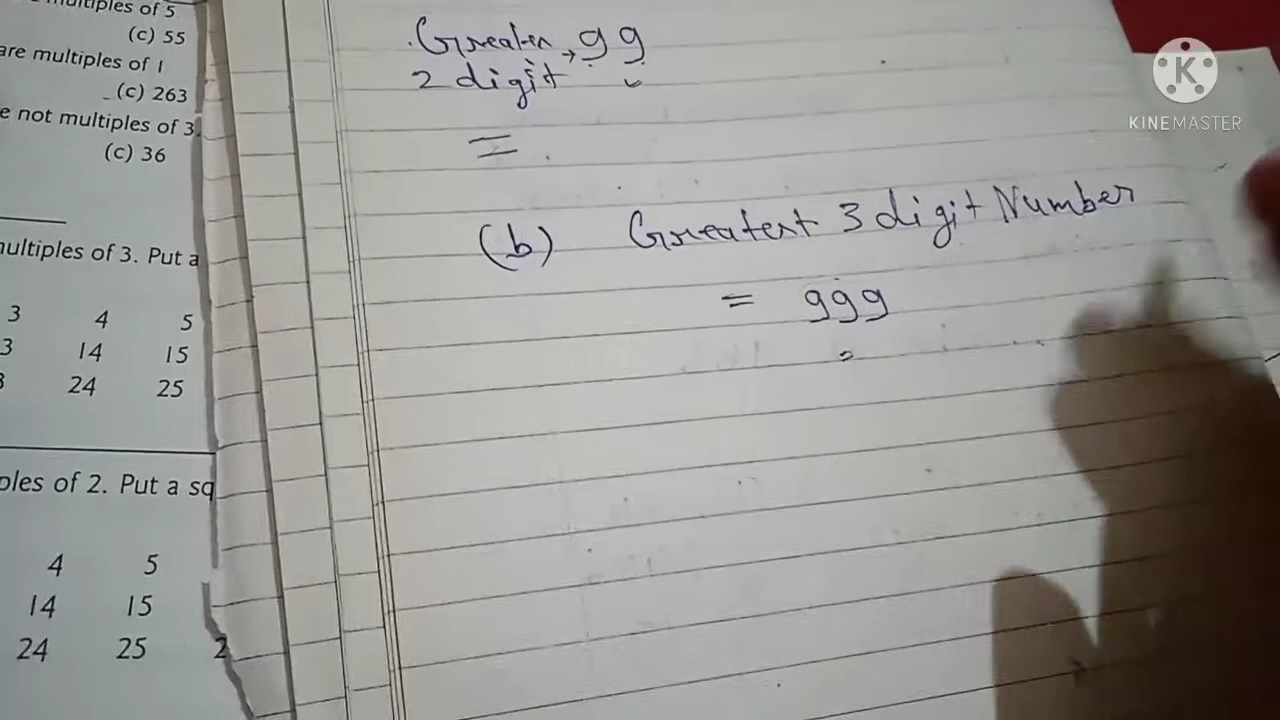 multiples of 5
(c) 55
are multiples of 1
(c) 263
e not multiples of 3.
(c) 36
multiples of 3. Put a
3 4 5
3 14 15
3 24 25
ples of 2. Put a sq
4 5
14 15
24 25 2
Greater → 99
2 digit
=
(b) Greatest 3 digit Number
= 999
K
KINEMASTER